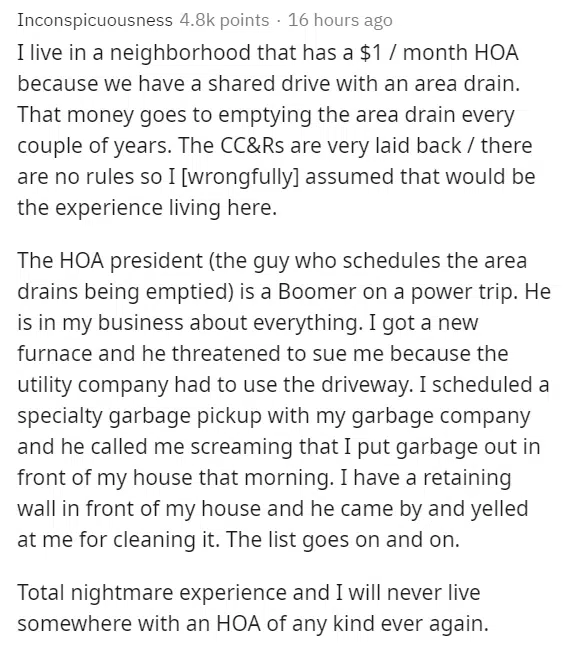 Inconspicuousness 4.8k points · 16 hours ago
I live in a neighborhood that has a $1 / month HOA
because we have a shared drive with an area drain.
That money goes to emptying the area drain every
couple of years. The CC&Rs are very laid back / there
are no rules so I [wrongfully] assumed that would be
the experience living here.
The HOA president (the guy who schedules the area
drains being emptied) is a Boomer on a power trip. He
is in my business about everything. I got a new
furnace and he threatened to sue me because the
utility company had to use the driveway. I scheduled a
specialty garbage pickup with my garbage company
and he called me screaming that I put garbage out in
front of my house that morning. I have a retaining
wall in front of my house and he came by and yelled
at me for cleaning it. The list goes on and on.
Total nightmare experience and I will never live
somewhere with an HOA of any kind ever again.